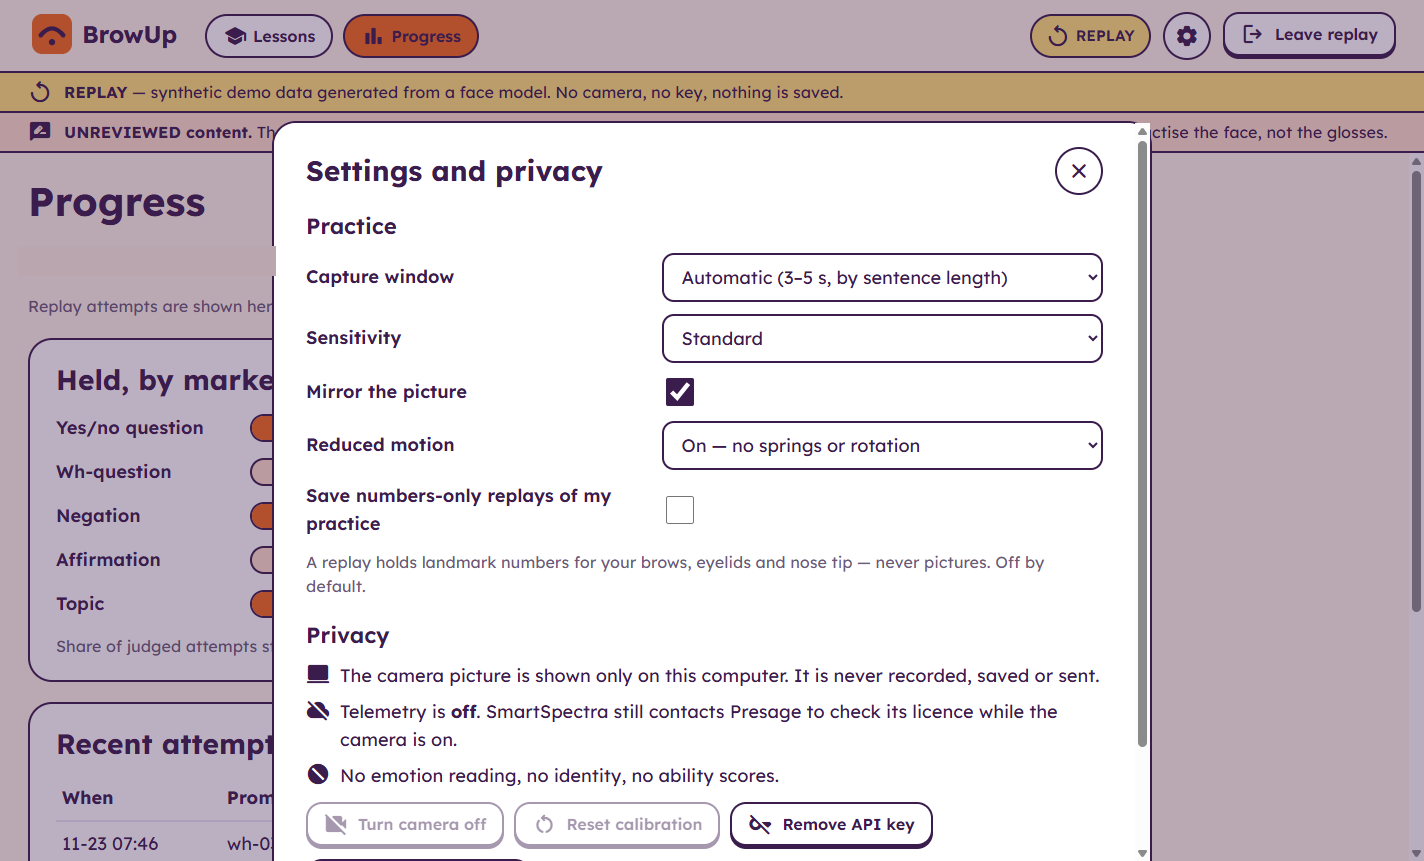 BrowUp
Lessons
Progress
REPLAY
Leave replay
REPLAY — synthetic demo data generated from a face model. No camera, no key, nothing is saved.
UNREVIEWED content. Th
ctise the face, not the glosses.
Progress
Replay attempts are shown her
Held, by marke
Yes/no question
Wh-question
Negation
Affirmation
Topic
Share of judged attempts st
Recent attempt
When
Prom
11-23 07:46
wh-03
Settings and privacy
Practice
Capture window
Automatic (3–5 s, by sentence length)
Sensitivity
Standard
Mirror the picture
Reduced motion
On — no springs or rotation
Save numbers-only replays of my
practice
A replay holds landmark numbers for your brows, eyelids and nose tip — never pictures. Off by
default.
Privacy
The camera picture is shown only on this computer. It is never recorded, saved or sent.
Telemetry is off. SmartSpectra still contacts Presage to check its licence while the
camera is on.
No emotion reading, no identity, no ability scores.
Turn camera off
Reset calibration
Remove API key